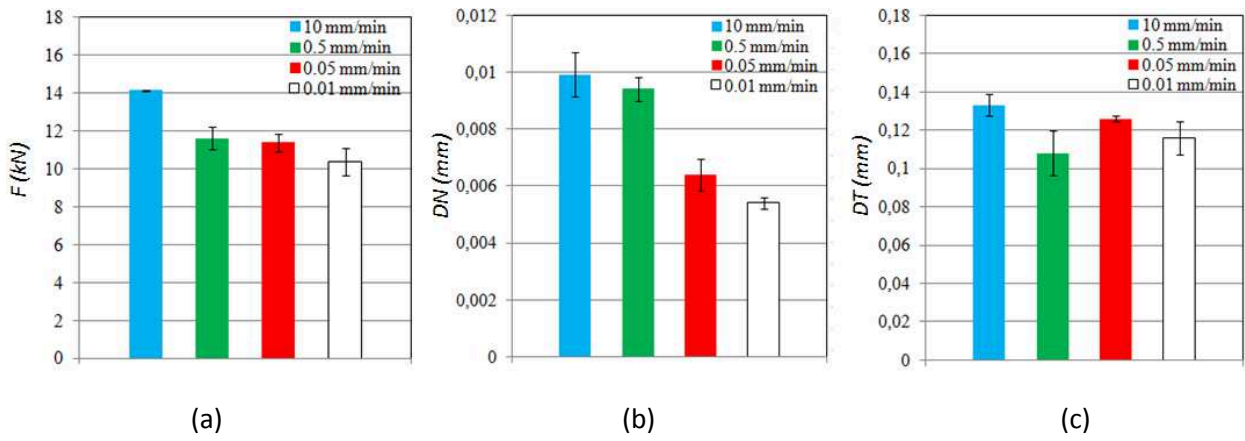 F (kN)
18
16
14
12
10
8
6
4
2
0
10 mm/min
0.5 mm/min
0.05 mm/min
0.01 mm/min
(a)
DN (mm)
0,012
0,01
0,008
0,006
0,004
0,002
0
10 mm/min
0.5 mm/min
0.05 mm/min
0.01 mm/min
(b)
DT (mm)
0,18
0,16
0,14
0,12
0,1
0,08
0,06
0,04
0,02
0
10 mm/min
0.5 mm/min
0.05 mm/min
0.01 mm/min
(c)